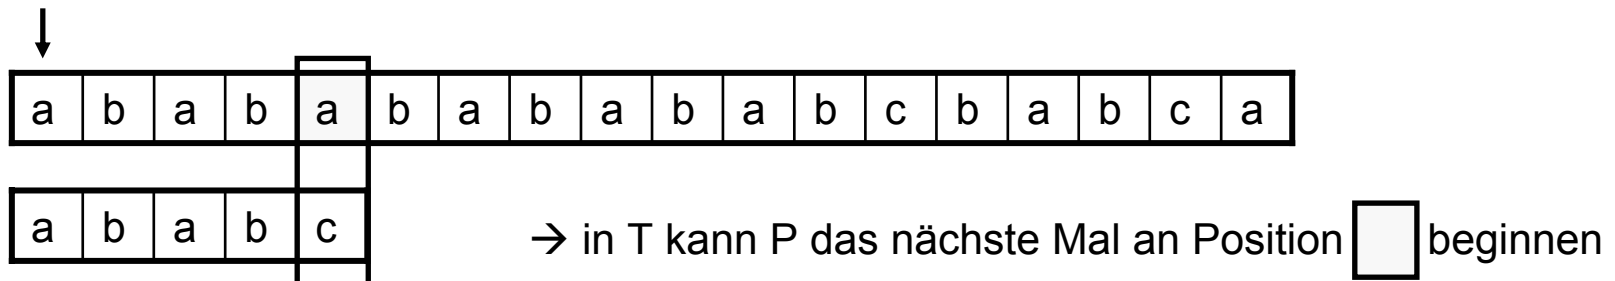 a b a b a b a b a b a b c b a b c a
a b a b c
→ in T kann P das nächste Mal an Position beginnen